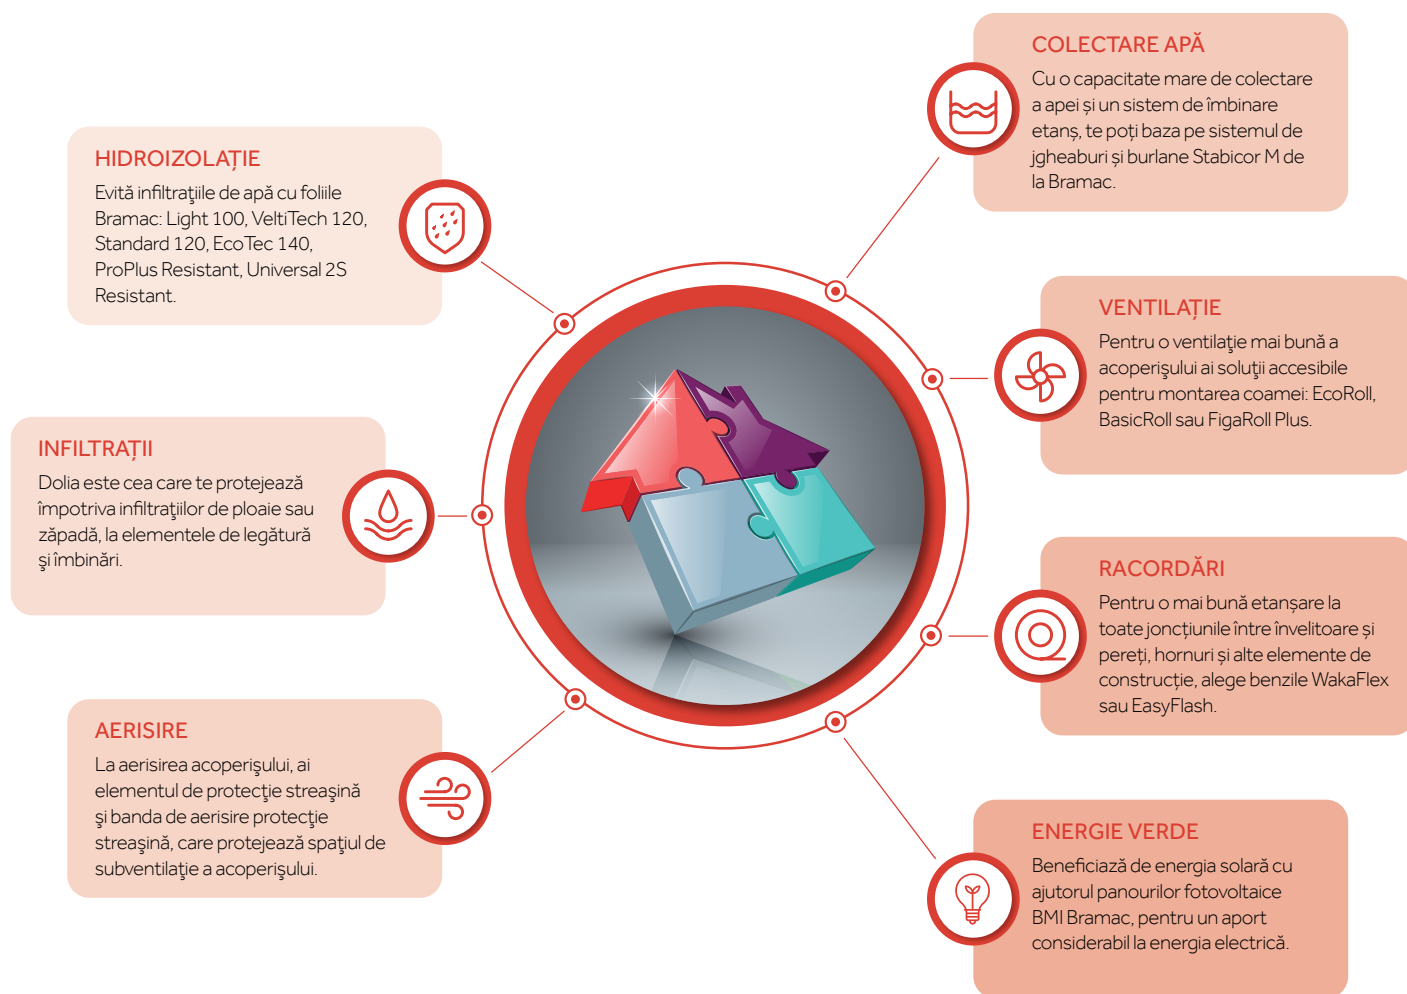 COLECTARE APĂ
Cu o capacitate mare de colectare
a apei și un sistem de îmbinare
etanș, te poți baza pe sistemul de
jgheaburi și burlane Stabicor M de
la Bramac.
HIDROIZOLAȚIE
Evită infiltrațiile de apă cu foliile
Bramac: Light 100, VeltiTech 120,
Standard 120, EcoTec 140,
ProPlus Resistant, Universal 2S
Resistant.
VENTILAȚIE
Pentru o ventilație mai bună a
acoperișului ai soluții accesibile
pentru montarea coamei: EcoRoll,
BasicRoll sau FigaRoll Plus.
INFILTRAȚII
Dolia este cea care te protejează
împotriva infiltrațiilor de ploaie sau
zăpadă, la elementele de legătură
și îmbinări.
RACORDĂRI
Pentru o mai bună etanșare la
toate joncțiunile între învelitoare și
pereți, hornuri și alte elemente de
construcție, alege benzile WakaFlex
sau EasyFlash.
AERISIRE
La aerisirea acoperișului, ai
elementul de protecție streașină
și banda de aerisire protecție
streașină, care protejează spațiul de
subventilație a acoperișului.
ENERGIE VERDE
Beneficiază de energia solară cu
ajutorul panourilor fotovoltaice
BMI Bramac, pentru un aport
considerabil la energia electrică.